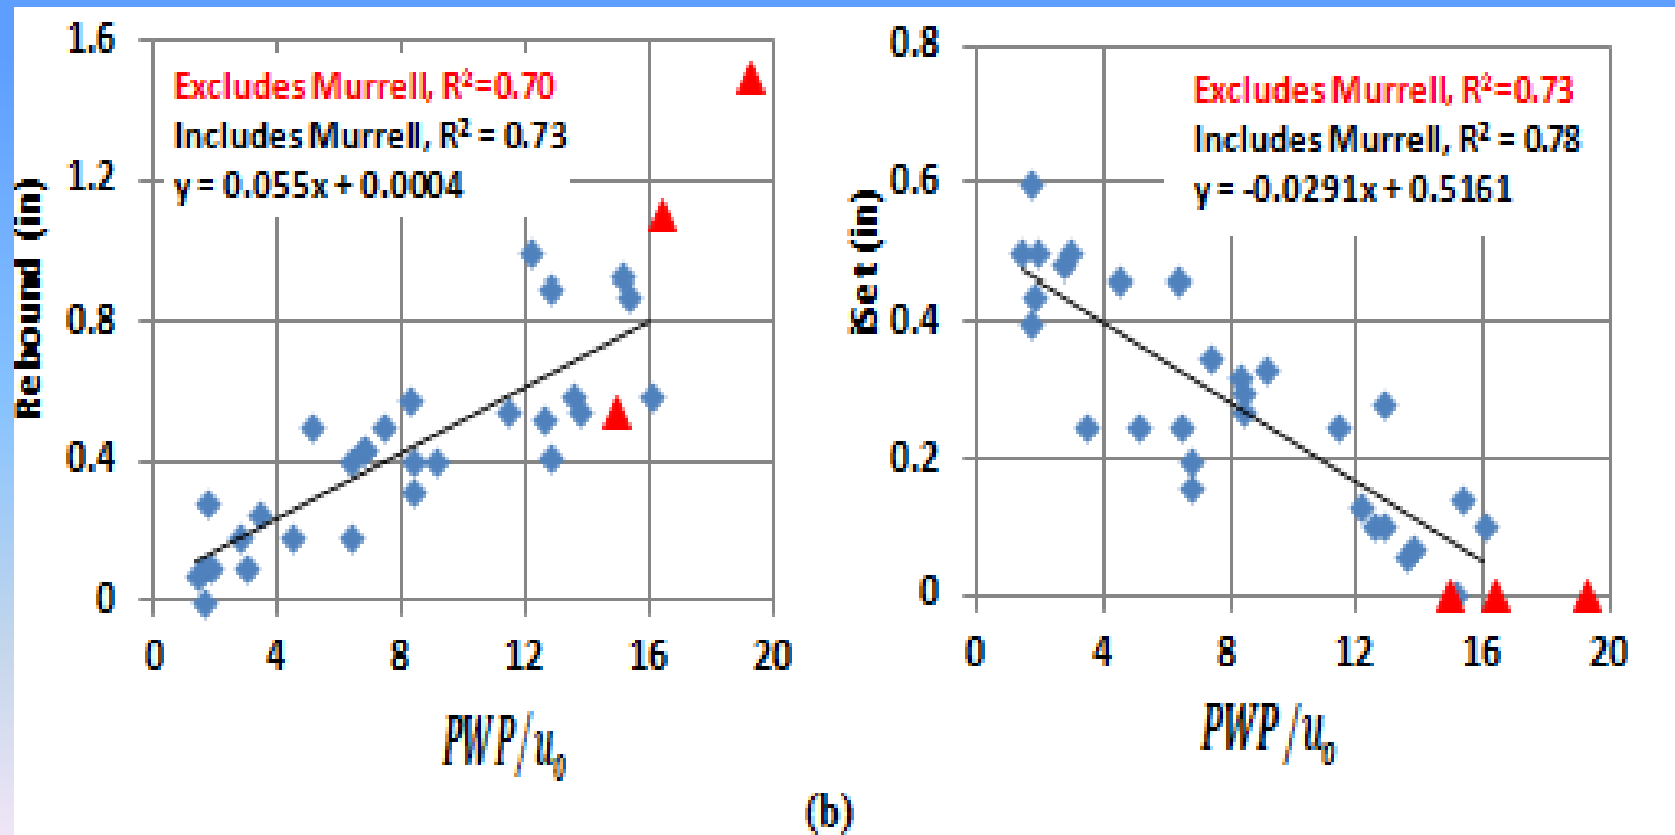 1.6
1.2
0.8
0.4
0
Rebound (in)
Excludes Murrell, R²=0.70
Includes Murrell, R² = 0.73
y = 0.055x + 0.0004
0 4 8 12 16 20
PWP/u₀
0.8
0.6
0.4
0.2
0
iSet (in)
Excludes Murrell, R²=0.73
Includes Murrell, R² = 0.78
y = -0.0291x + 0.5161
0 4 8 12 16 20
PWP/u₀
(b)